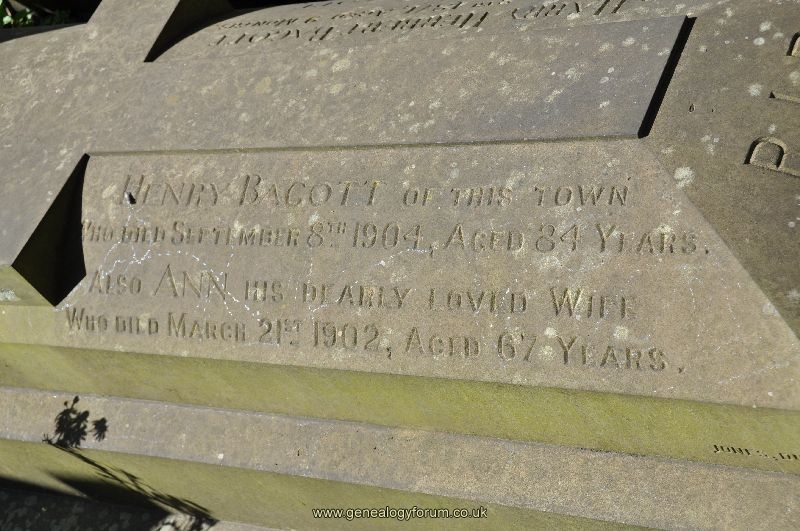 HENRY BAGOTT OF THIS TOWN
WHO DIED SEPTEMBER 8TH 1904, AGED 84 YEARS.
ALSO ANN HIS DEARLY LOVED WIFE
WHO DIED MARCH 21ST 1902, AGED 67 YEARS.
www.genealogyforum.co.uk